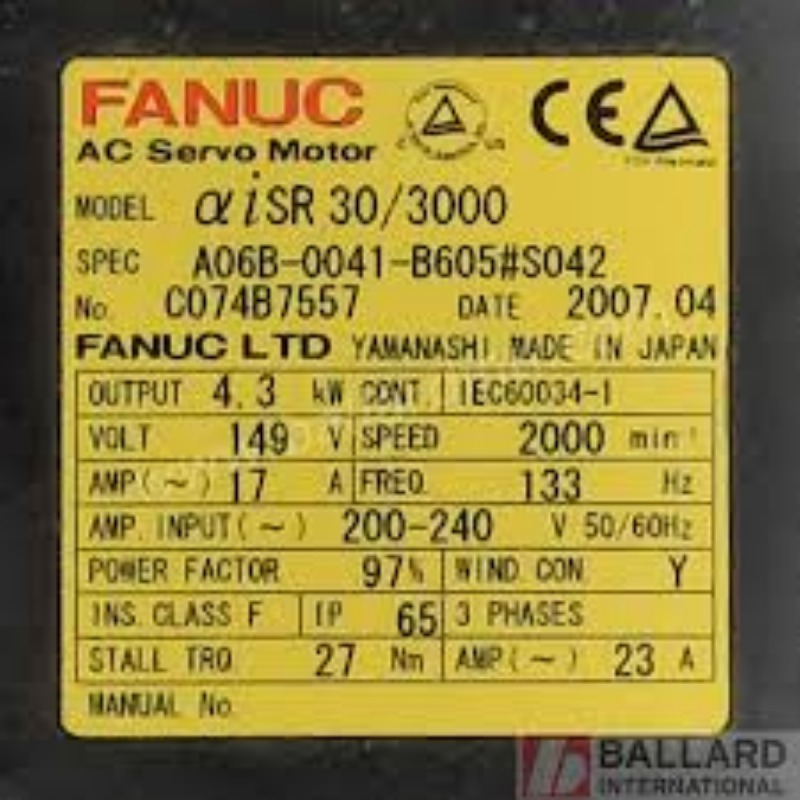 FANUC
CE
AC Servo Motor
MODEL αiSR 30/3000
SPEC A06B-0041-B605#S042
No. C074B7557 DATE 2007.04
FANUC LTD YAMANASHI MADE IN JAPAN
OUTPUT 4.3 kW CONT. IEC60034-1
VOLT 149 V SPEED 2000 min⁻¹
AMP(~) 17 A FREQ. 133 Hz
AMP. INPUT(~) 200-240 V 50/60Hz
POWER FACTOR 97% WIND CON. Y
INS. CLASS F IP 65 3 PHASES
STALL TRQ. 27 Nm AMP(~) 23 A
MANUAL No.
BALLARD
INTERNATIONAL